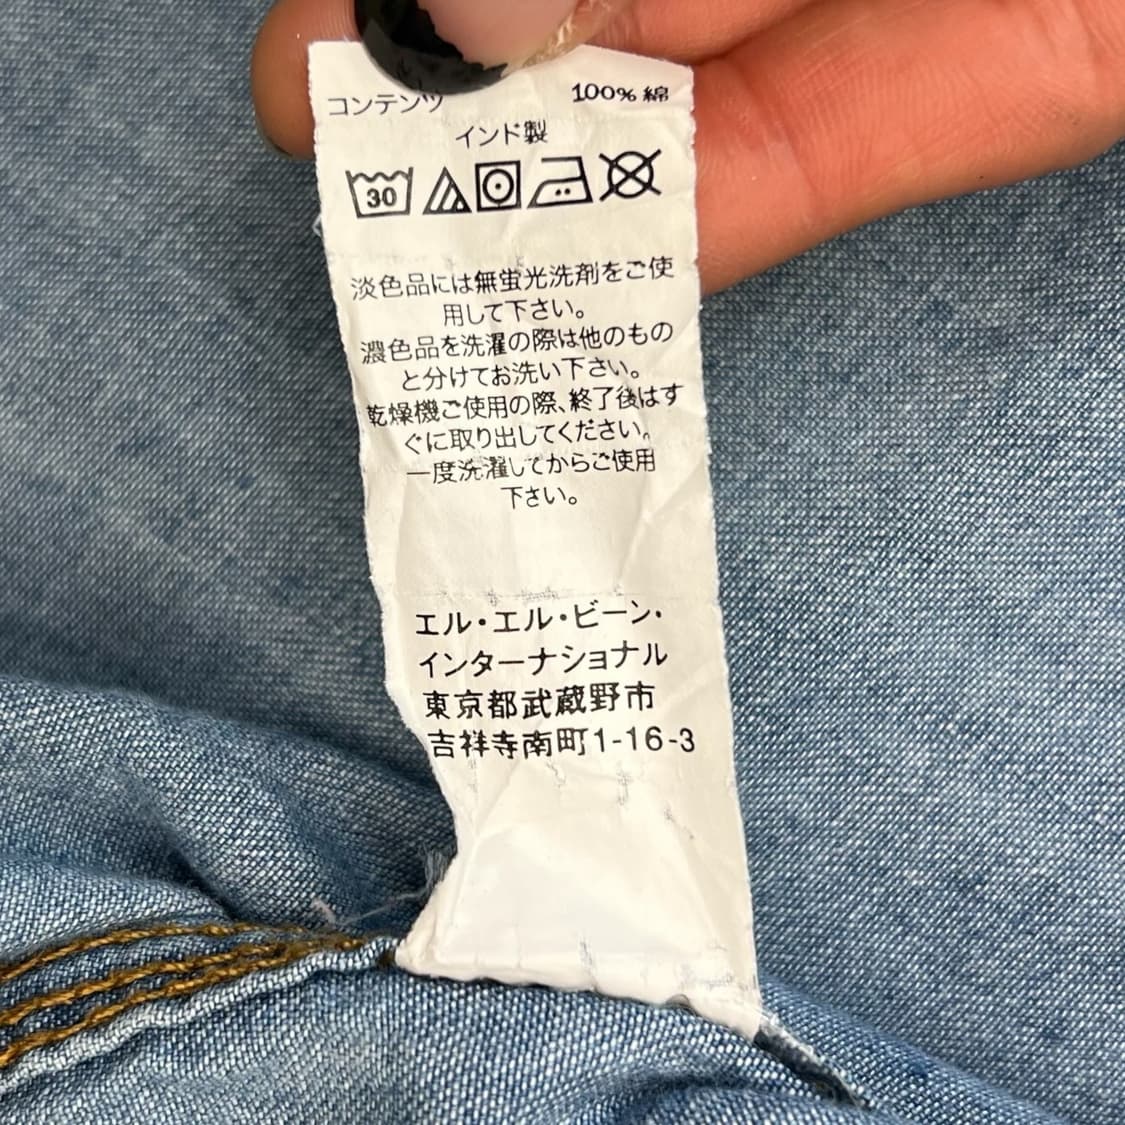 コンテンツ 100% 綿
インド製
30
淡色品には無蛍光洗剤をご使
用して下さい。
濃色品を洗濯の際は他のもの
と分けてお洗い下さい。
乾燥機ご使用の際、終了後はす
ぐに取り出してください。
一度洗濯してからご使用
下さい。
エル・エル・ビーン・
インターナショナル
東京都武蔵野市
吉祥寺南町1-16-3